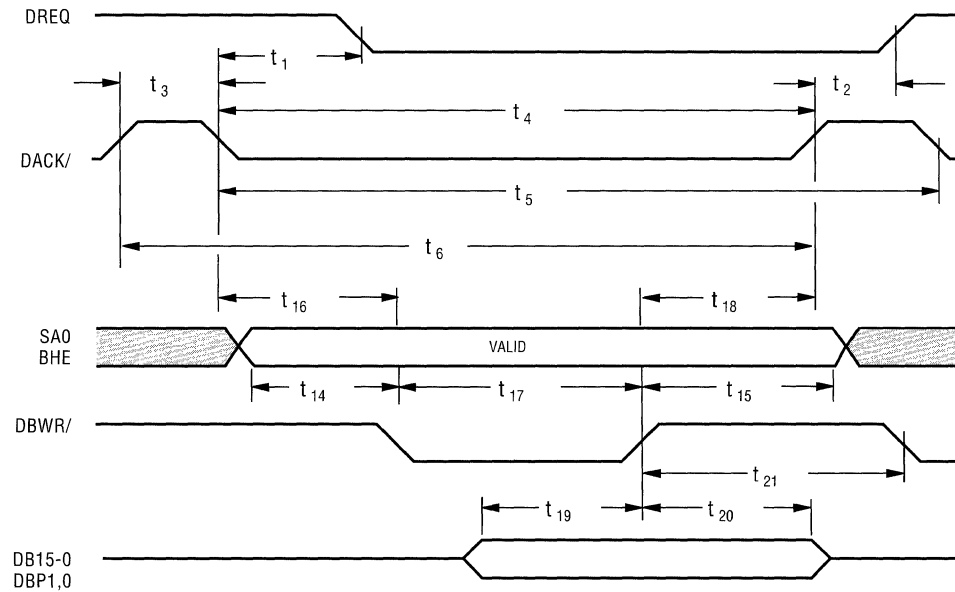 DREQ
t1
t3
t2
t4
DACK/
t5
t6
t16
t18
SA0
BHE
VALID
t14
t17
t15
DBWR/
t21
t19
t20
DB15-0
DBP1,0